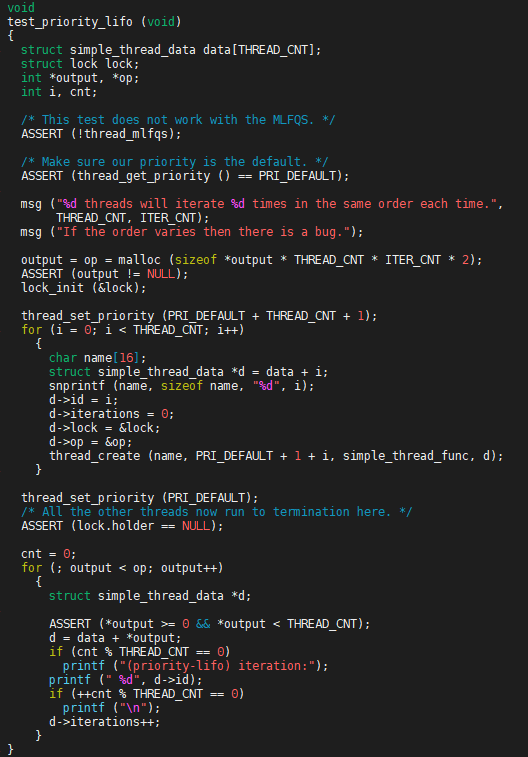 void
test_priority_lifo (void)
{
  struct simple_thread_data data[THREAD_CNT];
  struct lock lock;
  int *output, *op;
  int i, cnt;

  /* This test does not work with the MLFQS. */
  ASSERT (!thread_mlfqs);

  /* Make sure our priority is the default. */
  ASSERT (thread_get_priority () == PRI_DEFAULT);

  msg ("%d threads will iterate %d times in the same order each time.",
       THREAD_CNT, ITER_CNT);
  msg ("If the order varies then there is a bug.");

  output = op = malloc (sizeof *output * THREAD_CNT * ITER_CNT * 2);
  ASSERT (output != NULL);
  lock_init (&lock);

  thread_set_priority (PRI_DEFAULT + THREAD_CNT + 1);
  for (i = 0; i < THREAD_CNT; i++)
    {
      char name[16];
      struct simple_thread_data *d = data + i;
      snprintf (name, sizeof name, "%d", i);
      d->id = i;
      d->iterations = 0;
      d->lock = &lock;
      d->op = &op;
      thread_create (name, PRI_DEFAULT + 1 + i, simple_thread_func, d);
    }

  thread_set_priority (PRI_DEFAULT);
  /* All the other threads now run to termination here. */
  ASSERT (lock.holder == NULL);

  cnt = 0;
  for (; output < op; output++)
    {
      struct simple_thread_data *d;

      ASSERT (*output >= 0 && *output < THREAD_CNT);
      d = data + *output;
      if (cnt % THREAD_CNT == 0)
        printf ("(priority-lifo) iteration:");
      printf (" %d", d->id);
      if (++cnt % THREAD_CNT == 0)
        printf ("\n");
      d->iterations++;
    }
}